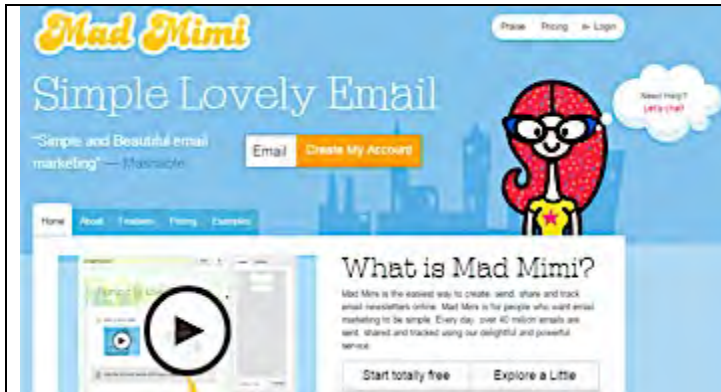 Mad Mimi
Praise Pricing Login
Simple Lovely Email
Need Help?
Let's chat!
"Simple and Beautiful email
marketing" — Mashable
Email Create My Account
Home About Features Pricing Examples
What is Mad Mimi?
Mad Mimi is the easiest way to create, send, share and track
email newsletters online. Mad Mimi is for people who want email
marketing to be simple. Every day, over 40 million emails are
sent, shared and tracked using our delightful and powerful
service.
Start totally free Explore a Little